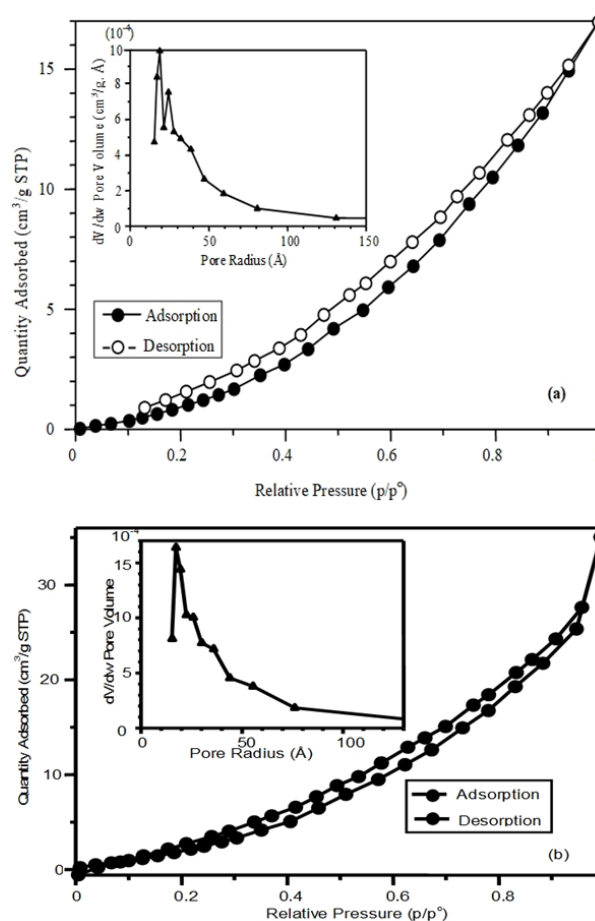 (10⁻⁴)
10
8
6
4
2
0
dV/dw Pore Volume (cm³/g. Å)
0 50 100 150
Pore Radius (Å)
15
10
5
0
Quantity Adsorbed (cm³/g STP)
Adsorption
Desorption
(a)
0.2 0.4 0.6 0.8
Relative Pressure (p/p°)
10⁻⁴
15
10
5
0
dV/dw Pore Volume
0 50 100
Pore Radius (Å)
30
20
10
0
Quantity Adsorbed (cm³/g STP)
Adsorption
Desorption
(b)
0 0.2 0.4 0.6 0.8
Relative Pressure (p/p°)